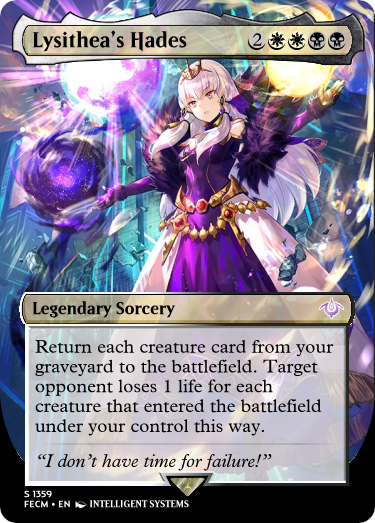 Lysithea's Hades 2
Legendary Sorcery
Return each creature card from your
graveyard to the battlefield. Target
opponent loses 1 life for each
creature that entered the battlefield
under your control this way.
“I don't have time for failure!”
S 1359
FECM • EN INTELLIGENT SYSTEMS